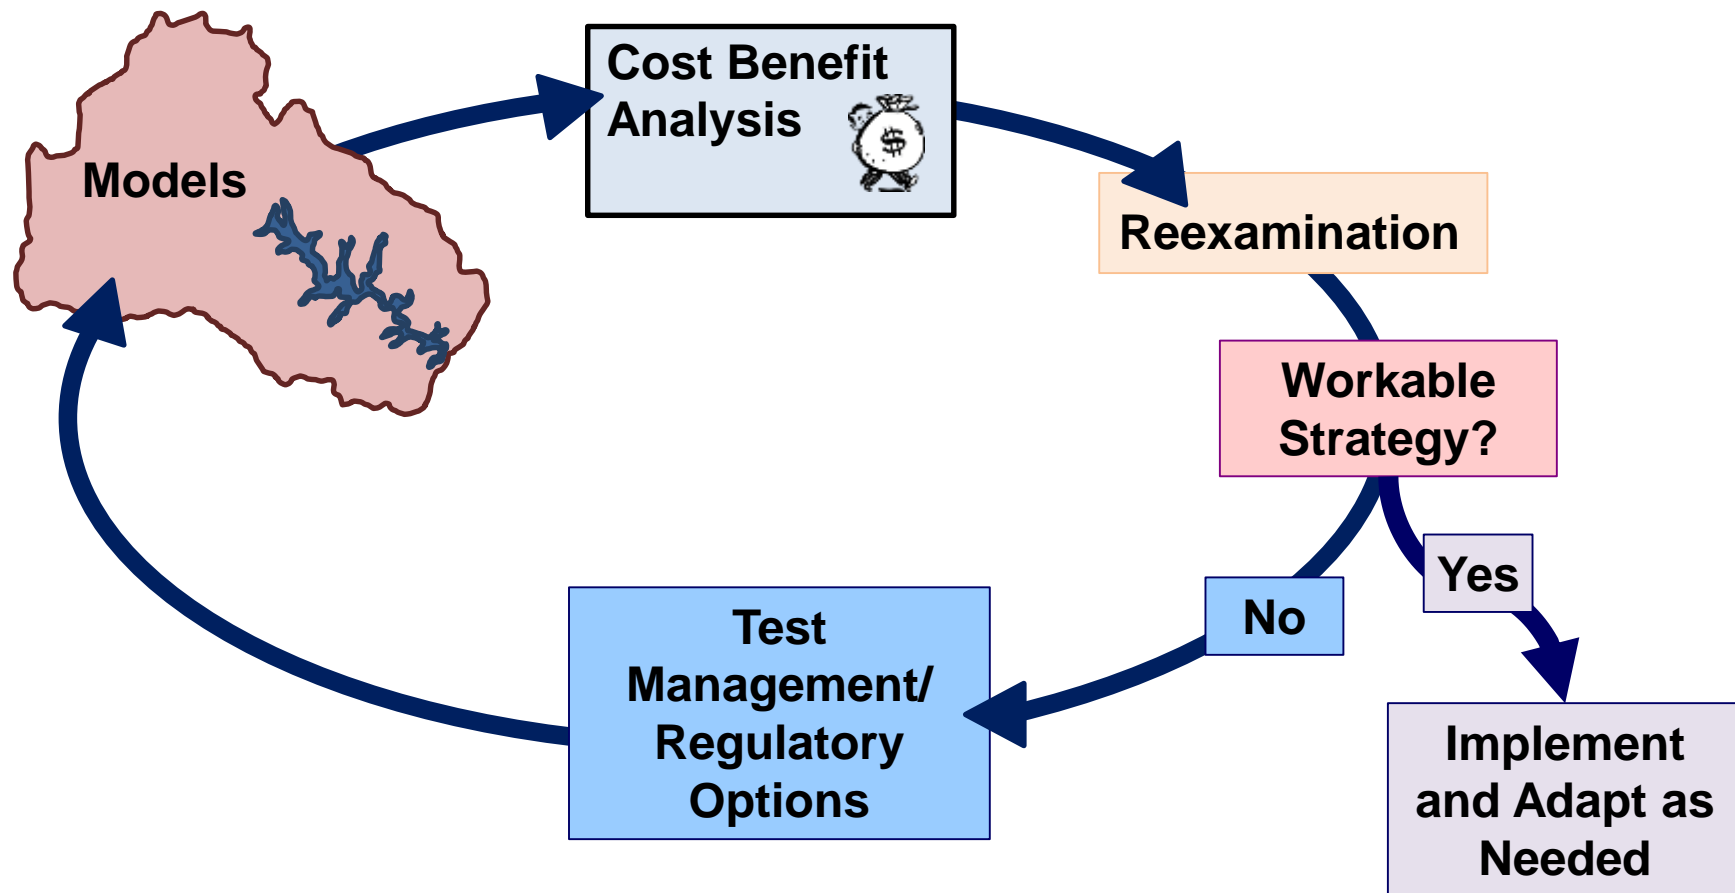 Models
Cost Benefit
Analysis
$
Reexamination
Workable
Strategy?
Yes
No
Test
Management/
Regulatory
Options
Implement
and Adapt as
Needed